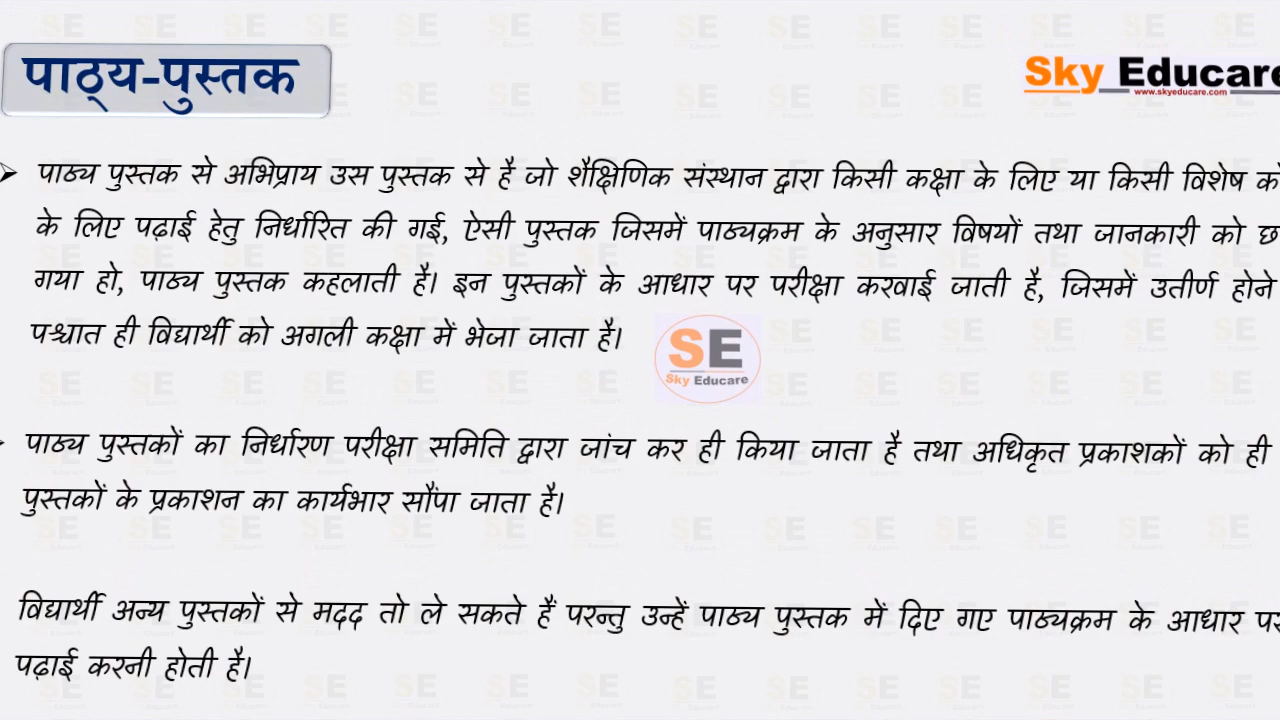 पाठ्य-पुस्तक
Sky Educare
www.skyeducare.com
पाठ्य पुस्तक से अभिप्राय उस पुस्तक से है जो शैक्षिणिक संस्थान द्वारा किसी कक्षा के लिए या किसी विशेष
के लिए पढ़ाई हेतु निर्धारित की गई, ऐसी पुस्तक जिसमें पाठ्यक्रम के अनुसार विषयों तथा जानकारी को
गया हो, पाठ्य पुस्तक कहलाती है। इन पुस्तकों के आधार पर परीक्षा करवाई जाती है, जिसमें उतीर्ण होने
पश्चात ही विद्यार्थी को अगली कक्षा में भेजा जाता है।
SE
Sky Educare
पाठ्य पुस्तकों का निर्धारण परीक्षा समिति द्वारा जांच कर ही किया जाता है तथा अधिकृत प्रकाशकों को ही
पुस्तकों के प्रकाशन का कार्यभार सौंपा जाता है।
विद्यार्थी अन्य पुस्तकों से मदद तो ले सकते हैं परन्तु उन्हें पाठ्य पुस्तक में दिए गए पाठ्यक्रम के आधार पर
पढ़ाई करनी होती है।